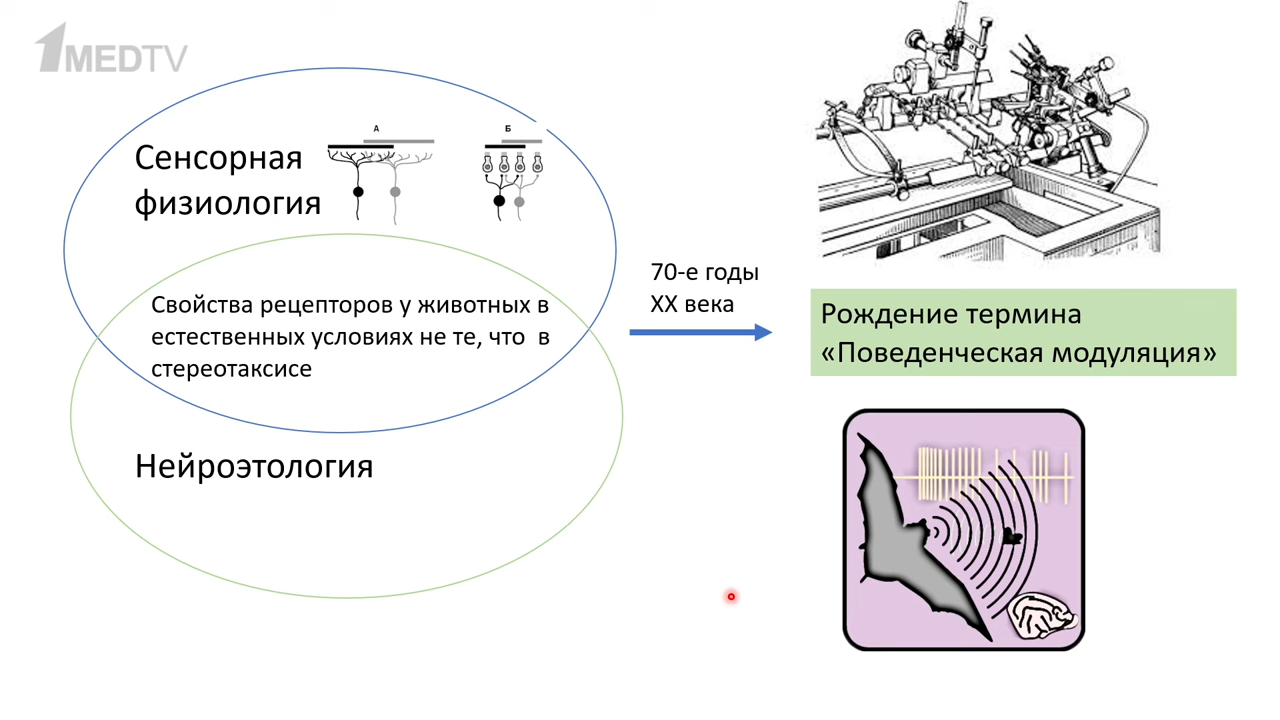 1MEDTV
Сенсорная
физиология
А
Б
Свойства рецепторов у животных в
естественных условиях не те, что в
стереотаксисе
Нейроэтология
70-е годы
XX века
Рождение термина
«Поведенческая модуляция»